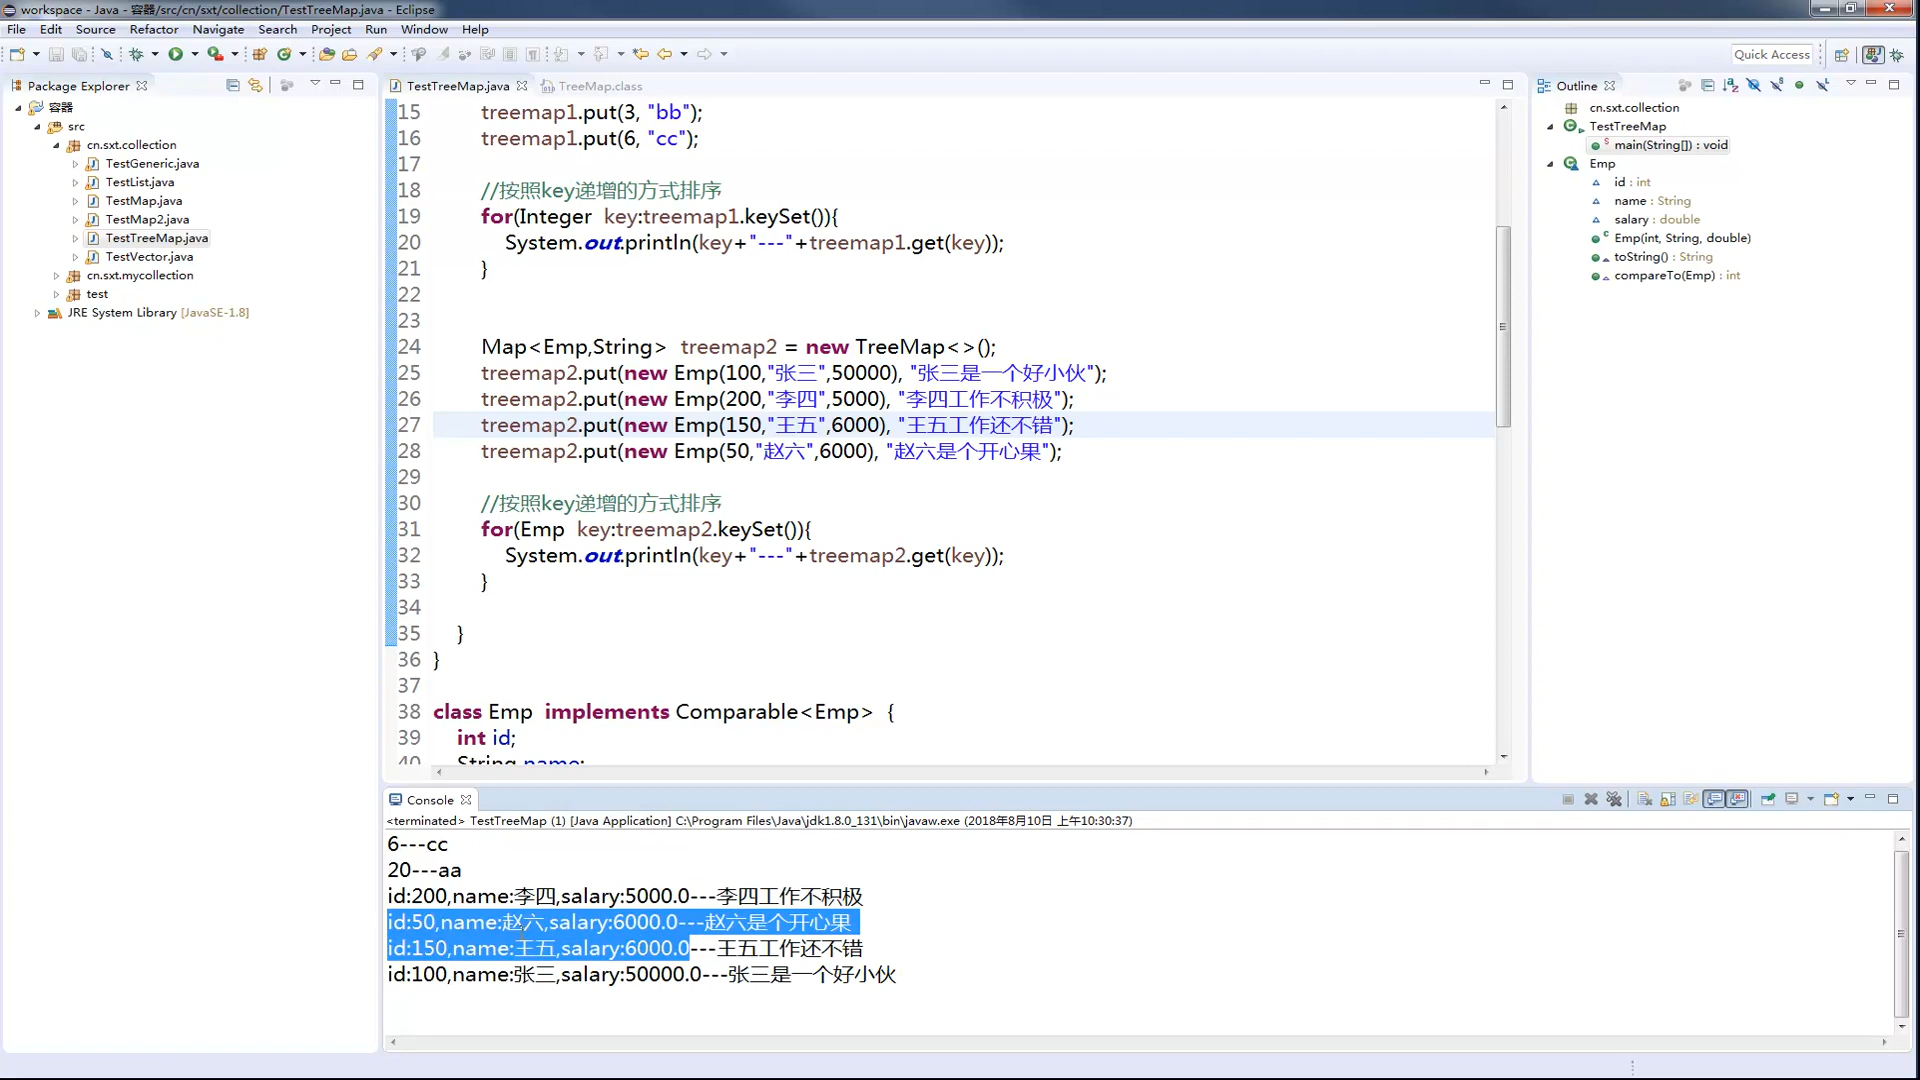 workspace - Java - 容器/src/cn/sxt/collection/TestTreeMap.java - Eclipse
File Edit Source Refactor Navigate Search Project Run Window Help
Quick Access
Package Explorer
容器
src
cn.sxt.collection
TestGeneric.java
TestList.java
TestMap.java
TestMap2.java
TestTreeMap.java
TestVector.java
cn.sxt.mycollection
test
JRE System Library [JavaSE-1.8]
TestTreeMap.java TreeMap.class
15 treemap1.put(3, "bb");
16 treemap1.put(6, "cc");
17
18 //按照key递增的方式排序
19 for(Integer key:treemap1.keySet()){
20 System.out.println(key+"---"+treemap1.get(key));
21 }
22
23
24 Map<Emp,String> treemap2 = new TreeMap<>();
25 treemap2.put(new Emp(100,"张三",50000), "张三是一个好小伙");
26 treemap2.put(new Emp(200,"李四",5000), "李四工作不积极");
27 treemap2.put(new Emp(150,"王五",6000), "王五工作还不错");
28 treemap2.put(new Emp(50,"赵六",6000), "赵六是个开心果");
29
30 //按照key递增的方式排序
31 for(Emp key:treemap2.keySet()){
32 System.out.println(key+"---"+treemap2.get(key));
33 }
34
35 }
36 }
37
38 class Emp implements Comparable<Emp> {
39 int id;
40 String name;
Outline
cn.sxt.collection
TestTreeMap
main(String[]) : void
Emp
id : int
name : String
salary : double
Emp(int, String, double)
toString() : String
compareTo(Emp) : int
Console
<terminated> TestTreeMap (1) [Java Application] C:\Program Files\Java\jdk1.8.0_131\bin\javaw.exe (2018年8月10日 上午10:30:37)
6---cc
20---aa
id:200,name:李四,salary:5000.0---李四工作不积极
id:50,name:赵六,salary:6000.0---赵六是个开心果
id:150,name:王五,salary:6000.0---王五工作还不错
id:100,name:张三,salary:50000.0---张三是一个好小伙